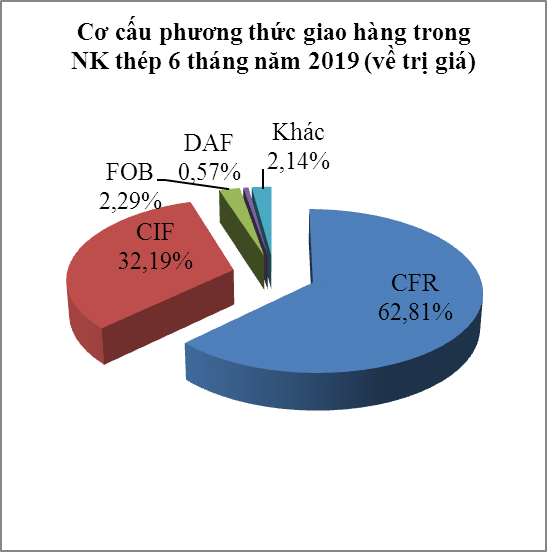 Cơ cấu phương thức giao hàng trong
NK thép 6 tháng năm 2019 (về trị giá)
DAF
0,57%
Khác
2,14%
FOB
2,29%
CIF
32,19%
CFR
62,81%